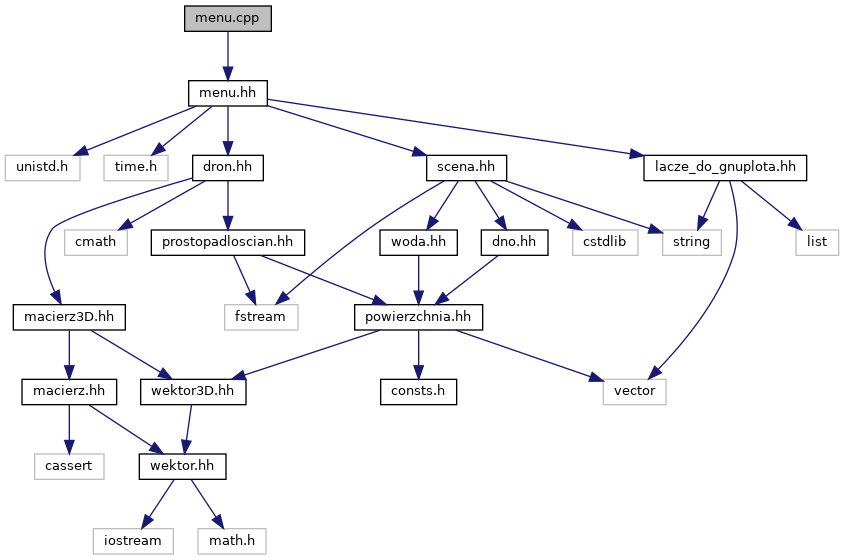 menu.cpp
menu.hh
unistd.h
time.h
dron.hh
scena.hh
lacze_do_gnuplota.hh
cmath
prostopadloscian.hh
woda.hh
dno.hh
cstdlib
string
list
macierz3D.hh
fstream
powierzchnia.hh
macierz.hh
wektor3D.hh
consts.h
vector
cassert
wektor.hh
iostream
math.h